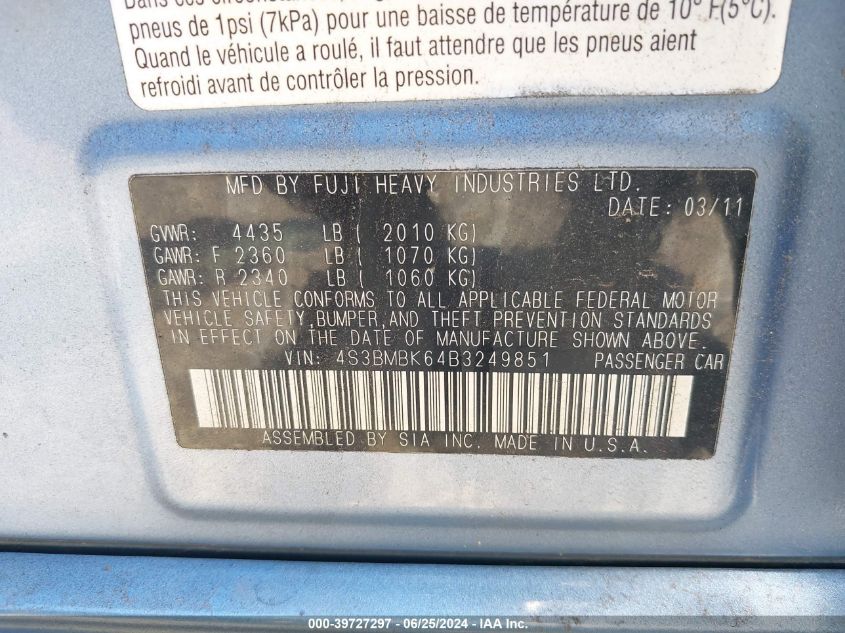 pneus de 1psi (7kPa) pour une baisse de température de 10° F(5°C).
Quand le véhicule a roulé, il faut attendre que les pneus aient
refroidi avant de contrôler la pression.
MFD BY FUJI HEAVY INDUSTRIES LTD.
DATE: 03/11
GVWR: 4435 LB ( 2010 KG)
GAWR: F 2360 LB ( 1070 KG)
GAWR: R 2340 LB ( 1060 KG)
THIS VEHICLE CONFORMS TO ALL APPLICABLE FEDERAL MOTOR
VEHICLE SAFETY,BUMPER,AND THEFT PREVENTION STANDARDS
IN EFFECT ON THE DATE OF MANUFACTURE SHOWN ABOVE.
VIN: 4S3BMBK64B3249851 PASSENGER CAR
ASSEMBLED BY SIA INC. MADE IN U.S.A.
000-39727297 - 06/25/2024 - IAA Inc.